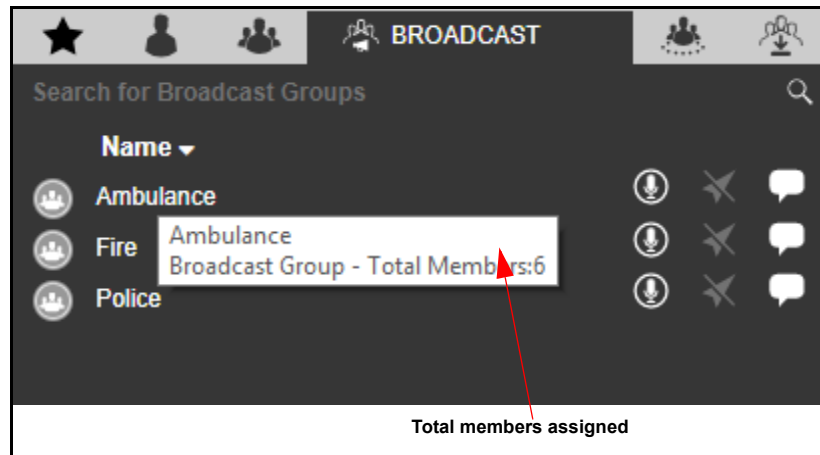 BROADCAST
Search for Broadcast Groups
Name
Ambulance
Fire
Ambulance
Broadcast Group - Total Members:6
Police
Total members assigned